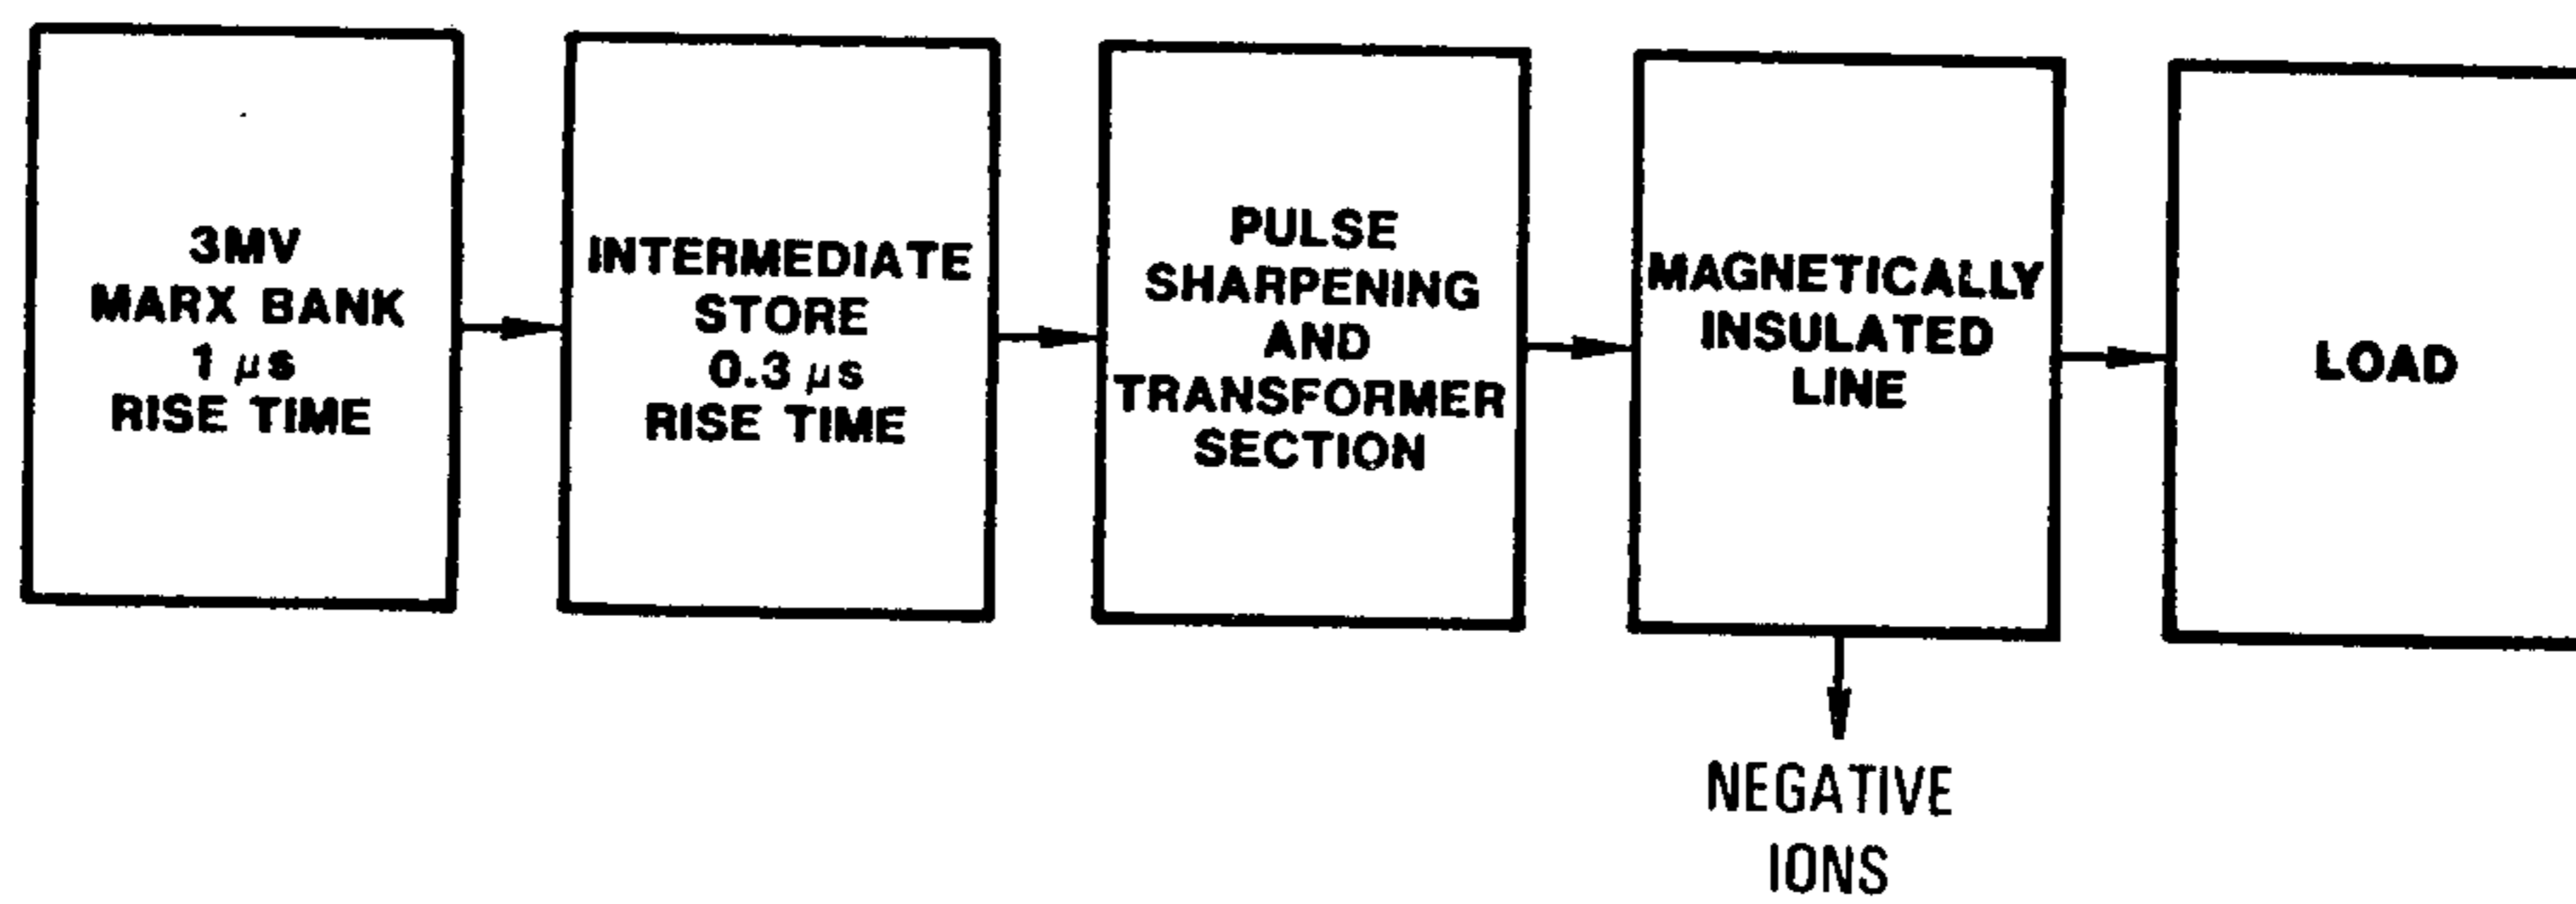 3MV
MARX BANK
1 μs
RISE TIME
INTERMEDIATE
STORE
0.3 μs
RISE TIME
PULSE
SHARPENING
AND
TRANSFORMER
SECTION
MAGNETICALLY
INSULATED
LINE
LOAD
NEGATIVE
IONS